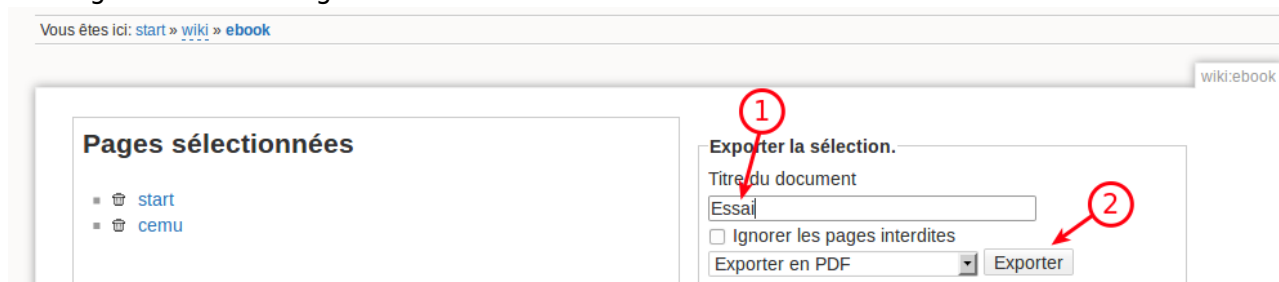 Vous êtes ici: start » wiki » ebook
wiki:ebook
Pages sélectionnées
start
cemu
1
Exporter la sélection.
Titre du document
Essai
2
Ignorer les pages interdites
Exporter en PDF
Exporter